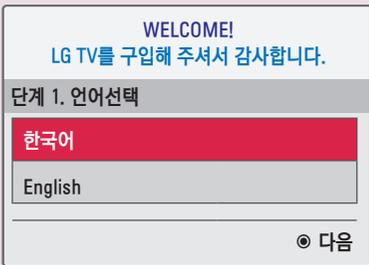 WELCOME!
LG TV를 구입해 주셔서 감사합니다.
단계 1. 언어선택
한국어
English
◉ 다음